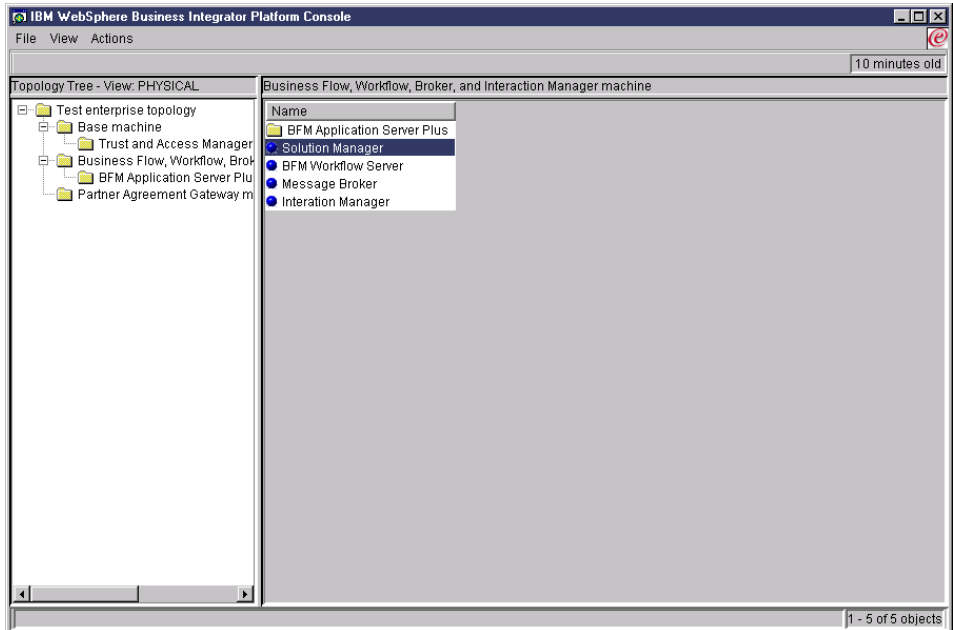 IBM WebSphere Business Integrator Platform Console
File View Actions
10 minutes old
Topology Tree - View: PHYSICAL
Test enterprise topology
Base machine
Trust and Access Manager
Business Flow, Workflow, Brok
BFM Application Server Plu
Partner Agreement Gateway m
Business Flow, Workflow, Broker, and Interaction Manager machine
Name
BFM Application Server Plus
Solution Manager
BFM Workflow Server
Message Broker
Interation Manager
1 - 5 of 5 objects